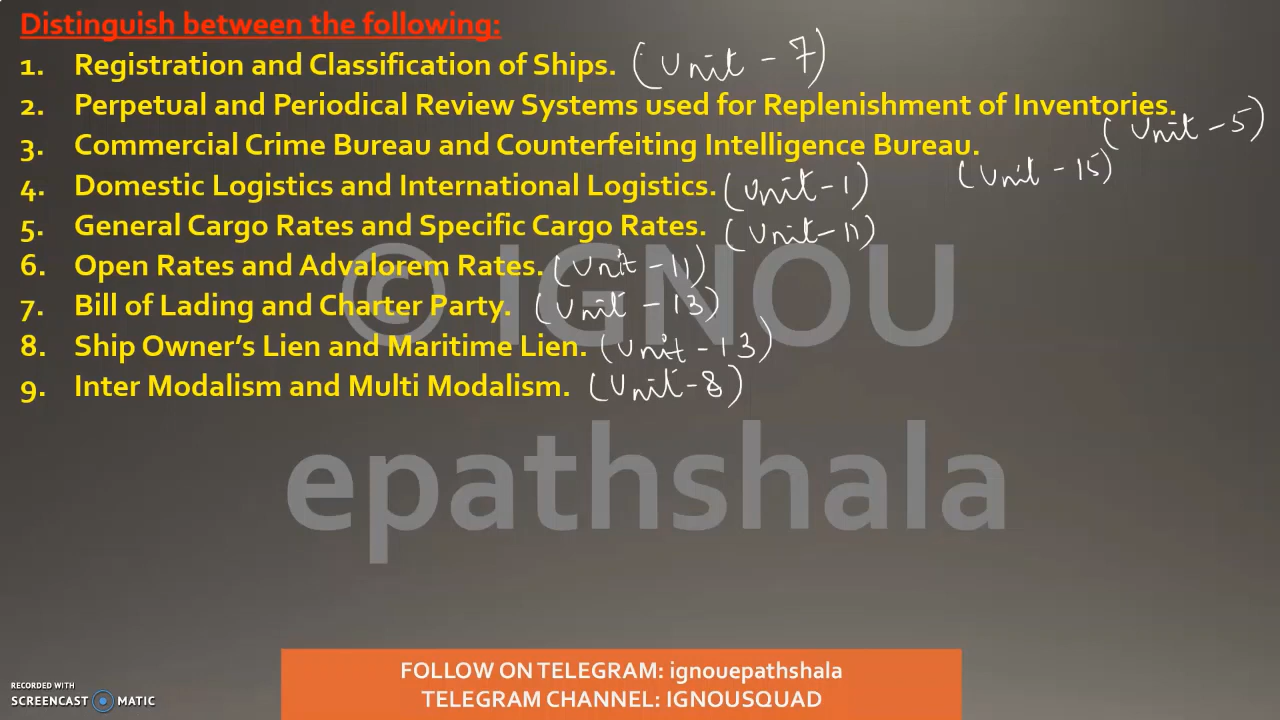 Distinguish between the following:
1. Registration and Classification of Ships. (Unit - 7)
2. Perpetual and Periodical Review Systems used for Replenishment of Inventories.
(Unit - 5)
3. Commercial Crime Bureau and Counterfeiting Intelligence Bureau.
(Unit - 15)
4. Domestic Logistics and International Logistics. (Unit - 1)
5. General Cargo Rates and Specific Cargo Rates. (Unit - 11)
6. Open Rates and Advalorem Rates. (Unit - 11)
7. Bill of Lading and Charter Party. (Unit - 13)
8. Ship Owner's Lien and Maritime Lien. (Unit - 13)
9. Inter Modalism and Multi Modalism. (Unit - 8)
© IGNOU
epathshala
FOLLOW ON TELEGRAM: ignouepathshala
TELEGRAM CHANNEL: IGNOUSQUAD
RECORDED WITH
SCREENCAST MATIC